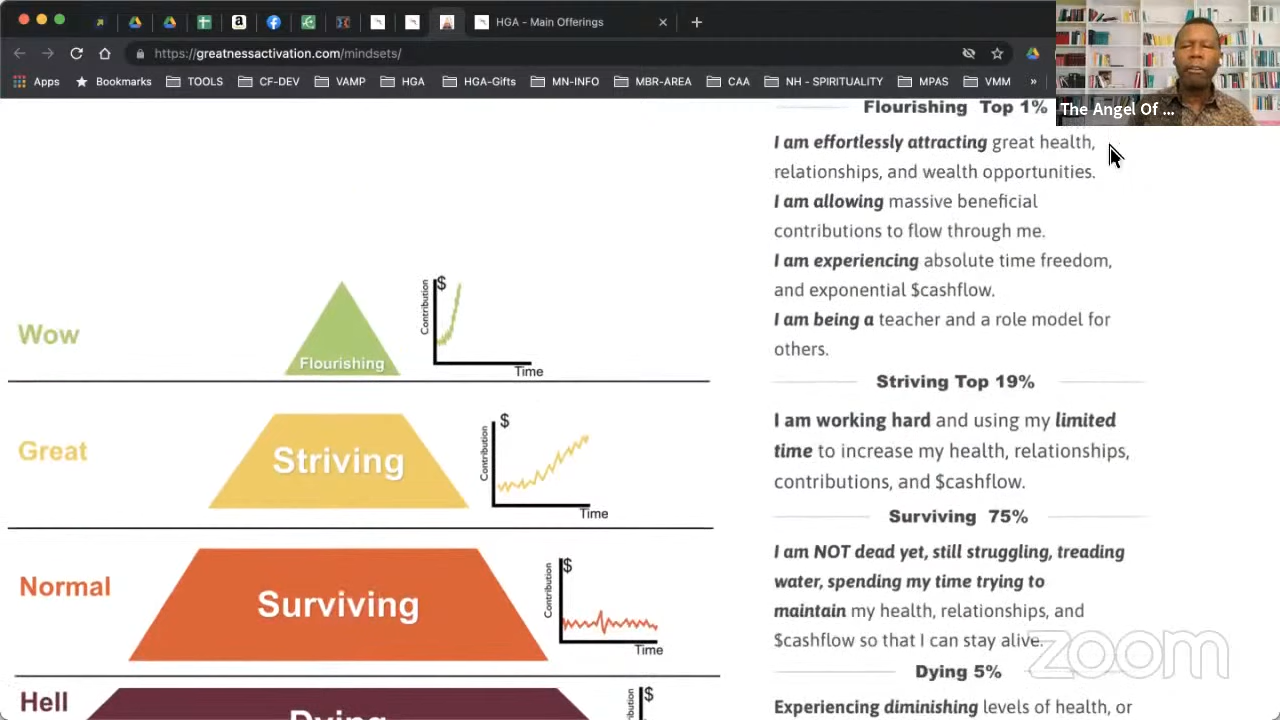 HGA - Main Offerings
https://greatnessactivation.com/mindsets/
Apps
Bookmarks
TOOLS
CF-DEV
VAMP
HGA
HGA-Gifts
MN-INFO
MBR-AREA
CAA
NH - SPIRITUALITY
MPAS
VMM
»
The Angel Of ...
Wow
Flourishing
$
Contribution
Time
Great
Striving
$
Contribution
Time
Normal
Surviving
$
Contribution
Time
Hell
Dying
$
Flourishing Top 1%
I am effortlessly attracting great health,
relationships, and wealth opportunities.
I am allowing massive beneficial
contributions to flow through me.
I am experiencing absolute time freedom,
and exponential $cashflow.
I am being a teacher and a role model for
others.
Striving Top 19%
I am working hard and using my limited
time to increase my health, relationships,
contributions, and $cashflow.
Surviving 75%
I am NOT dead yet, still struggling, treading
water, spending my time trying to
maintain my health, relationships, and
$cashflow so that I can stay alive.
Dying 5%
Experiencing diminishing levels of health, or
zoom